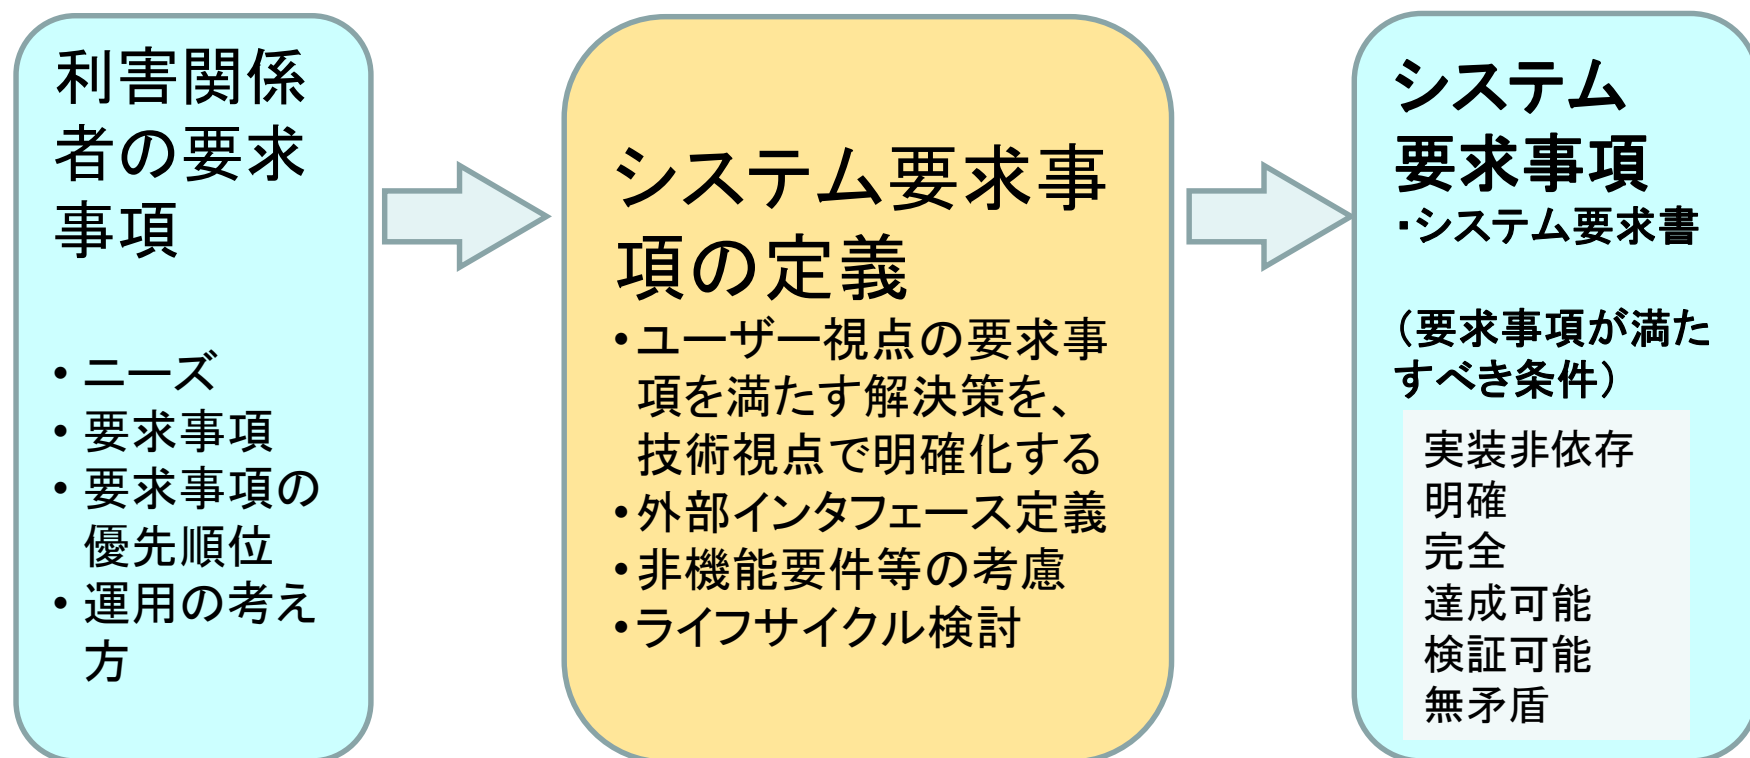 利害関係
者の要求
事項
• ニーズ
• 要求事項
• 要求事項の
優先順位
• 運用の考え
方
システム要求事
項の定義
•ユーザー視点の要求事
項を満たす解決策を、
技術視点で明確化する
•外部インタフェース定義
•非機能要件等の考慮
•ライフサイクル検討
システム
要求事項
・システム要求書
（要求事項が満た
すべき条件）
実装非依存
明確
完全
達成可能
検証可能
無矛盾